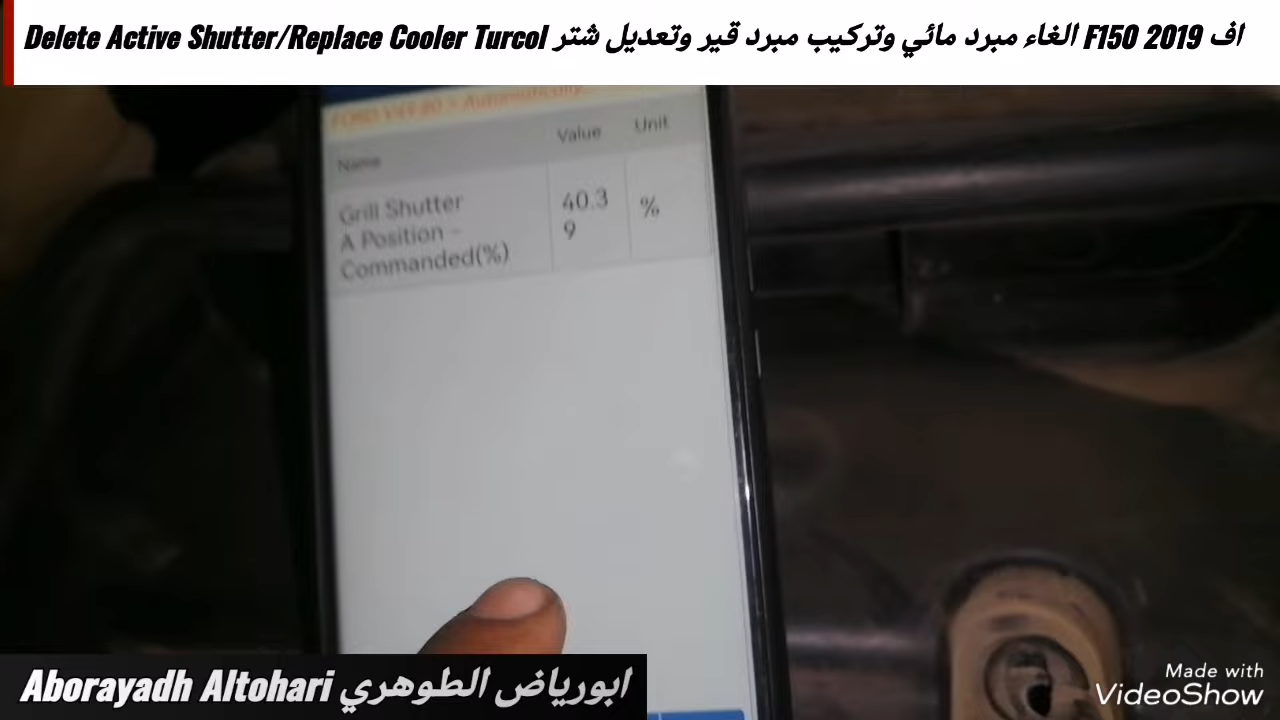 Delete Active Shutter/Replace Cooler Turcol اف F150 2019 الغاء مبرد مائي وتركيب مبرد قير وتعديل شتر
Automatically
Name Value Unit
Grill Shutter
A Position -
Commanded(%)
40.3
9
%
Aborayadh Altohari ابورياض الطوهري
Made with
VideoShow